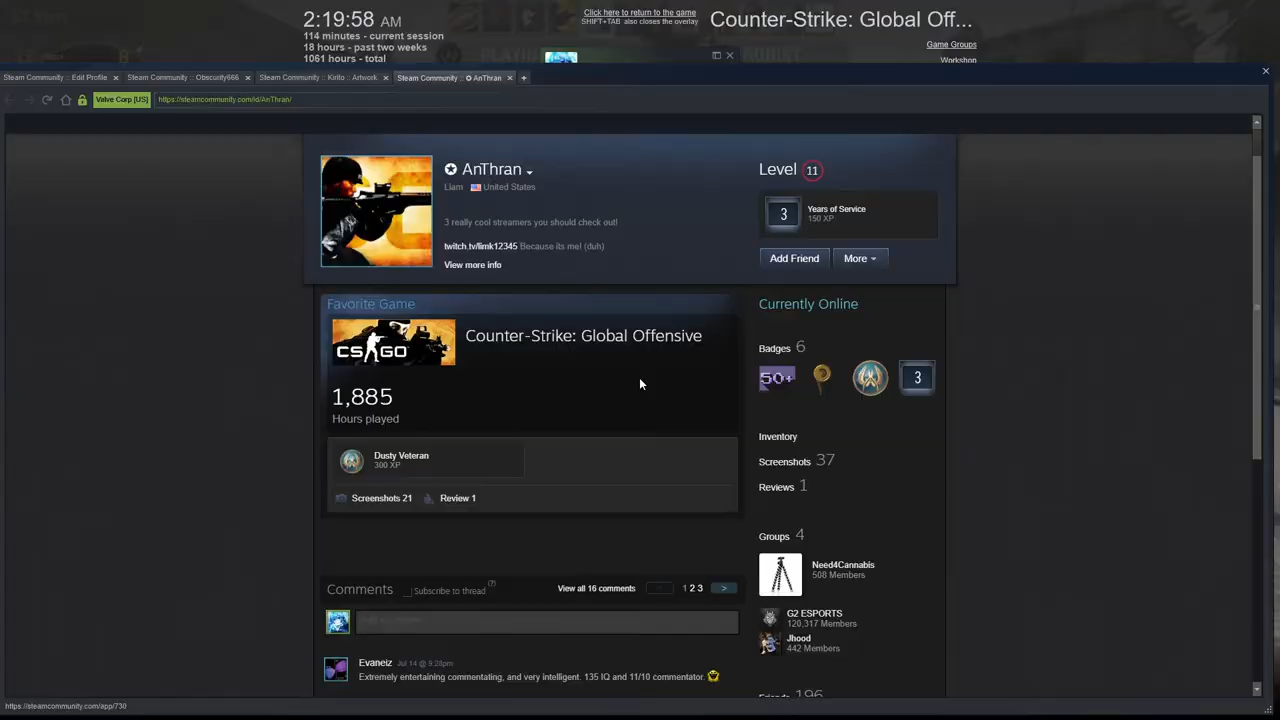 2:19:58 AM
114 minutes - current session
18 hours - past two weeks
1061 hours - total
Click here to return to the game
SHIFT+TAB also closes the overlay
Counter-Strike: Global Off...
Game Groups
Workshop
Steam Community :: Edit Profile
Steam Community :: Obscurity666
Steam Community :: Kirito :: Artwork
Steam Community :: ✪ AnThran
Valve Corp [US]
https://steamcommunity.com/id/AnThran/
✪ AnThran
Liam United States
3 really cool streamers you should check out!
twitch.tv/limk12345 Because its me! (duh)
View more info
Level 11
3
Years of Service
150 XP
Add Friend
More
Favorite Game
CS GO
Counter-Strike: Global Offensive
1,885
Hours played
Dusty Veteran
300 XP
Screenshots 21
Review 1
Currently Online
Badges 6
50+
3
Inventory
Screenshots 37
Reviews 1
Groups 4
Need4Cannabis
508 Members
G2 ESPORTS
120,317 Members
Jhood
442 Members
Friends 196
Comments
Subscribe to thread (?)
View all 16 comments
1 2 3 >
Evaneiz Jul 14 @ 9:28pm
Extremely entertaining commentating, and very intelligent. 135 IQ and 11/10 commentator.
https://steamcommunity.com/app/730